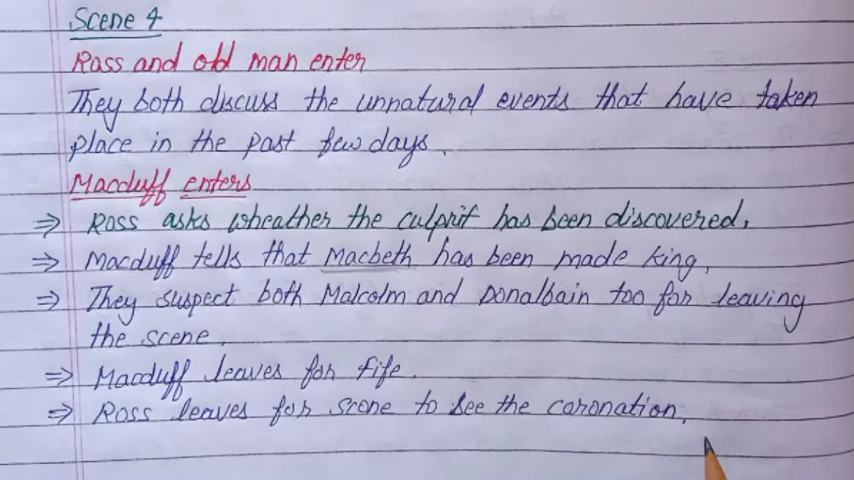 Scene 4
Ross and old man enter
They both discuss the unnatural events that have taken
place in the past few days.
Macduff enters
⇒ Ross asks wheather the culprit has been discovered.
⇒ Macduff tells that Macbeth has been made king.
⇒ They suspect both Malcolm and Donalbain too for leaving
the scene.
⇒ Macduff leaves for fife.
⇒ Ross leaves for scone to see the coronation.